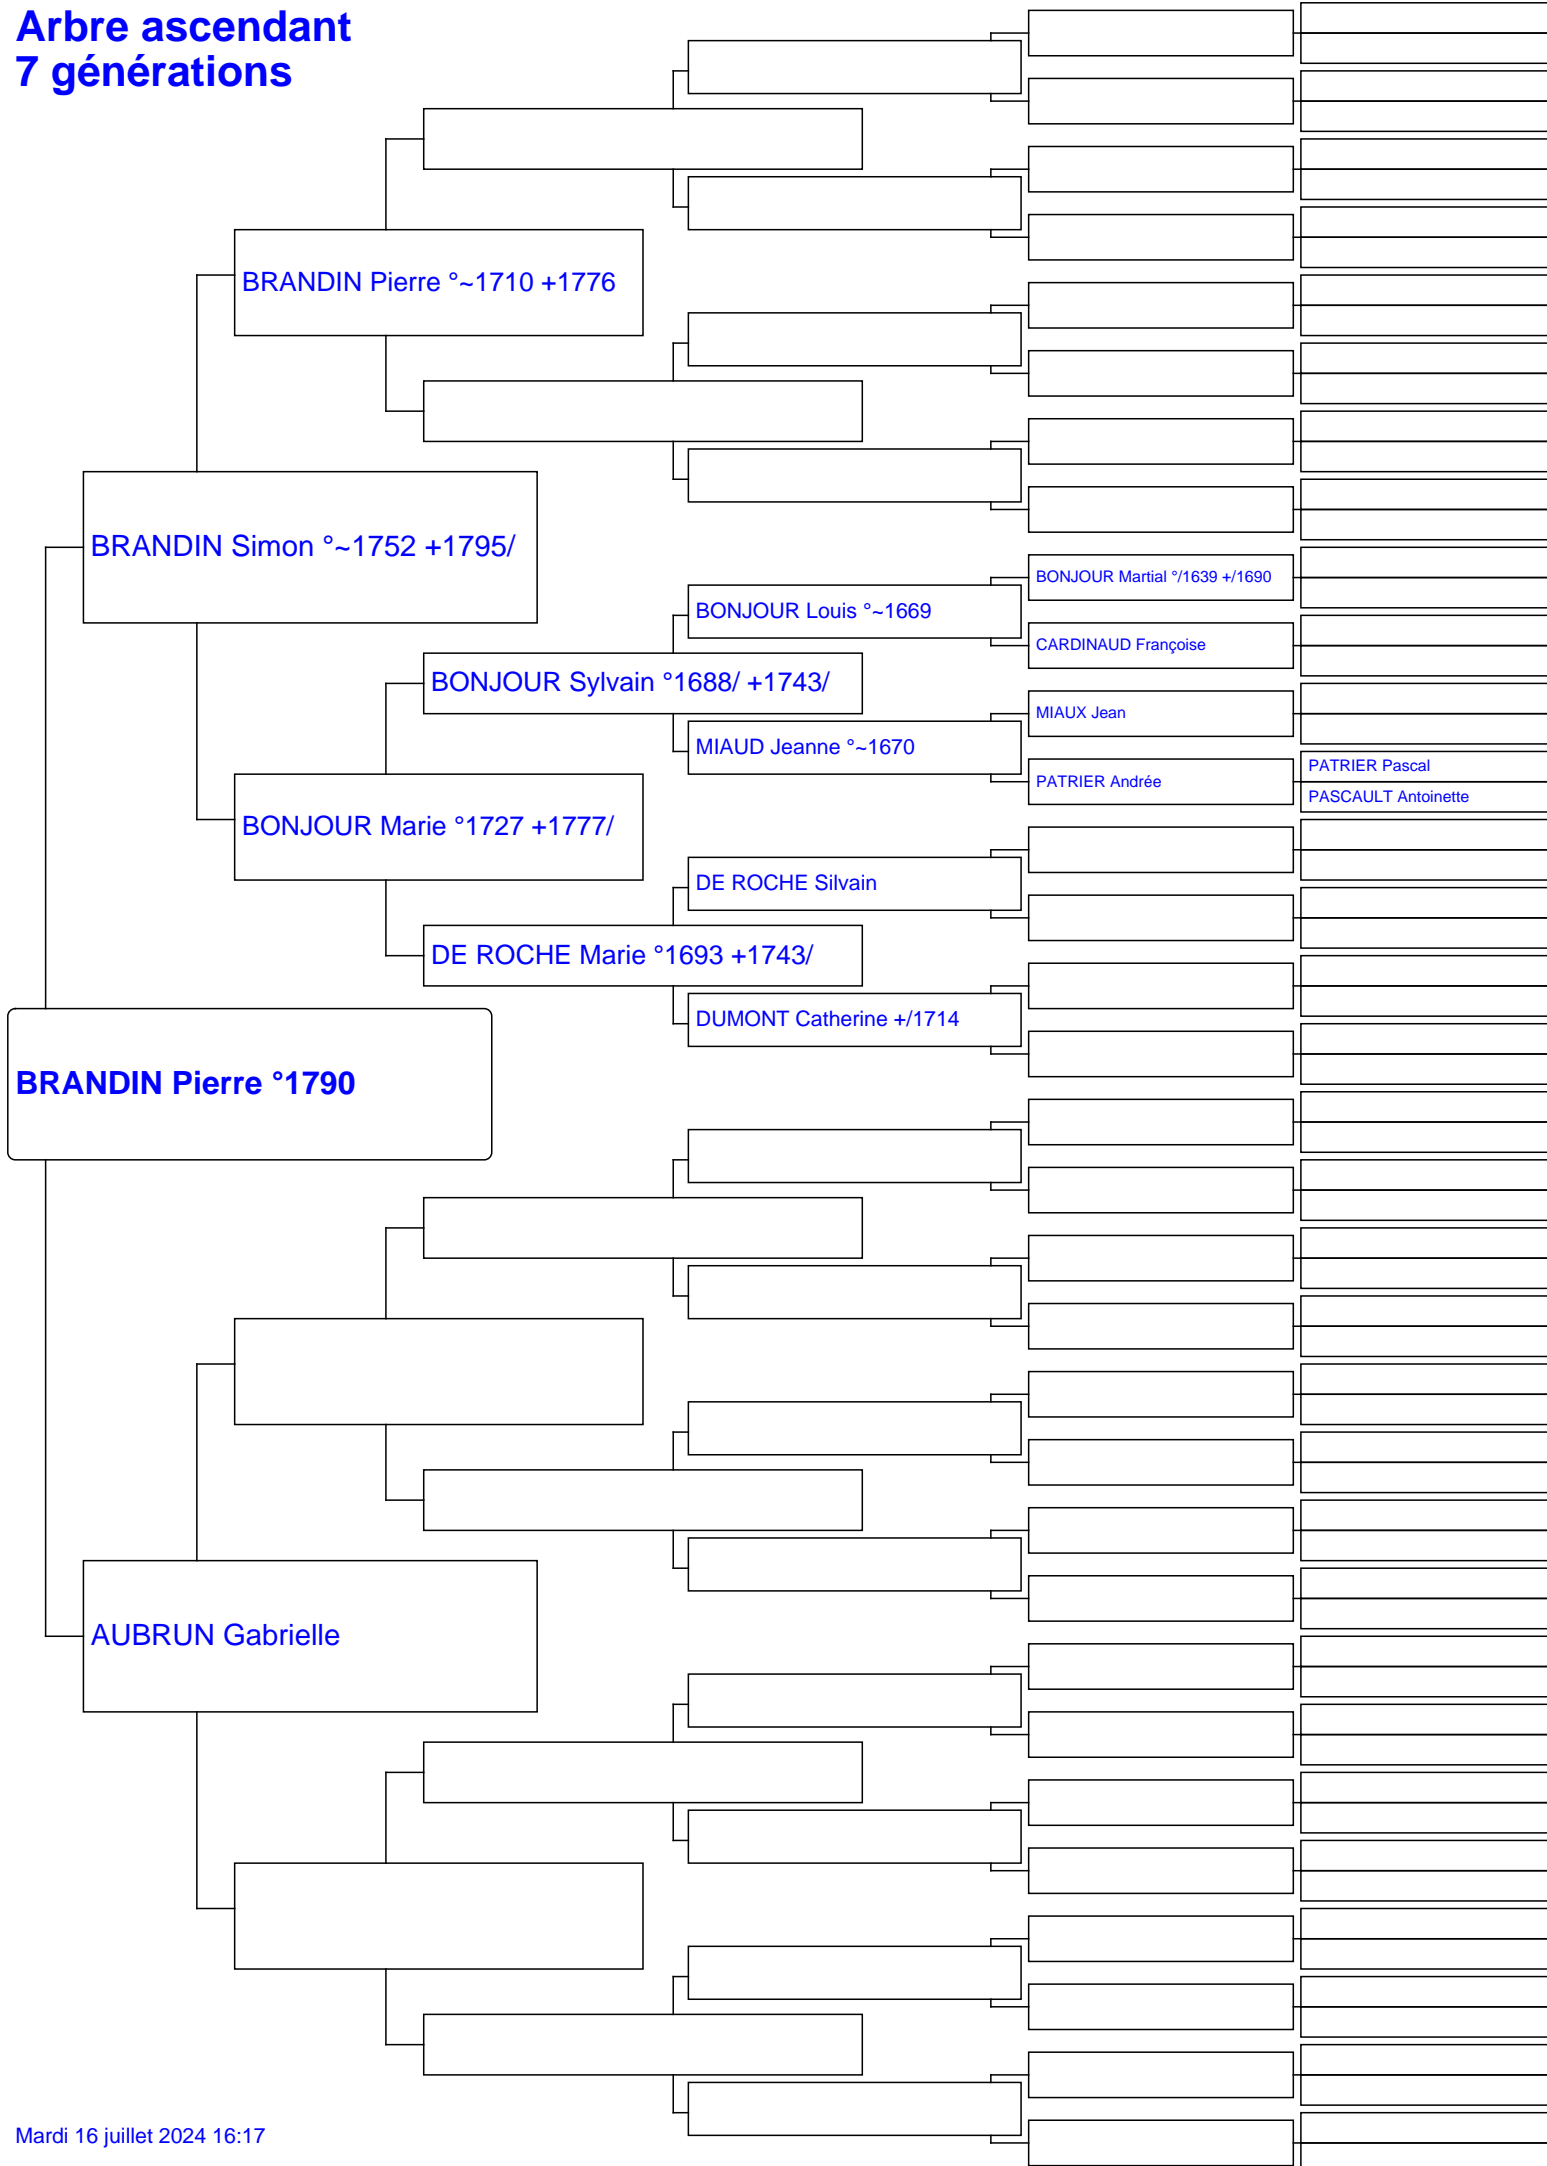 Arbre ascendant
7 générations
BRANDIN Pierre °~1710 +1776
BRANDIN Simon °~1752 +1795/
BONJOUR Martial °/1639 +/1690
BONJOUR Louis °~1669
CARDINAUD Françoise
BONJOUR Sylvain °1688/ +1743/
MIAUX Jean
MIAUD Jeanne °~1670
PATRIER Pascal
PATRIER Andrée
PASCAULT Antoinette
BONJOUR Marie °1727 +1777/
DE ROCHE Silvain
DE ROCHE Marie °1693 +1743/
DUMONT Catherine +/1714
BRANDIN Pierre °1790
AUBRUN Gabrielle
Mardi 16 juillet 2024 16:17